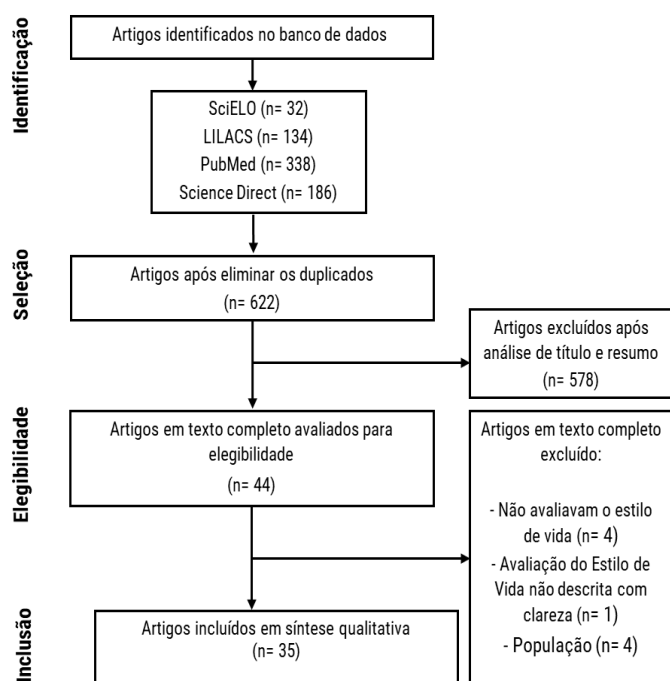 Identificação
Artigos identificados no banco de dados
SciELO (n= 32)
LILACS (n= 134)
PubMed (n= 338)
Science Direct (n= 186)
Seleção
Artigos após eliminar os duplicados
(n= 622)
Artigos excluídos após
análise de título e resumo
(n= 578)
Elegibilidade
Artigos em texto completo avaliados para
elegibilidade
(n= 44)
Artigos em texto completo
excluído:
- Não avaliavam o estilo
de vida (n= 4)
- Avaliação do Estilo de
Vida não descrita com
clareza (n= 1)
- População (n= 4)
Inclusão
Artigos incluídos em síntese qualitativa
(n= 35)